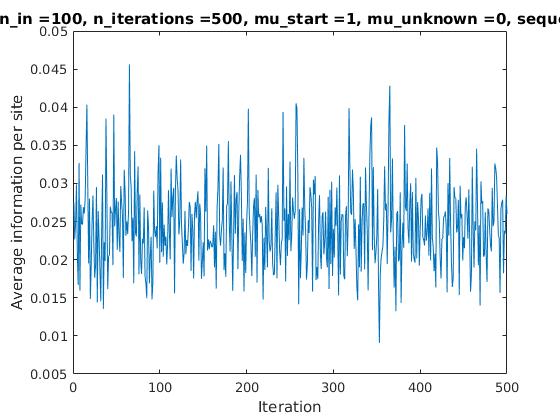 n_in =100, n_iterations =500, mu_start =1, mu_unknown =0, seque
0.05
0.045
0.04
0.035
0.03
0.025
0.02
0.015
0.01
0.005
Average information per site
0 100 200 300 400 500
Iteration